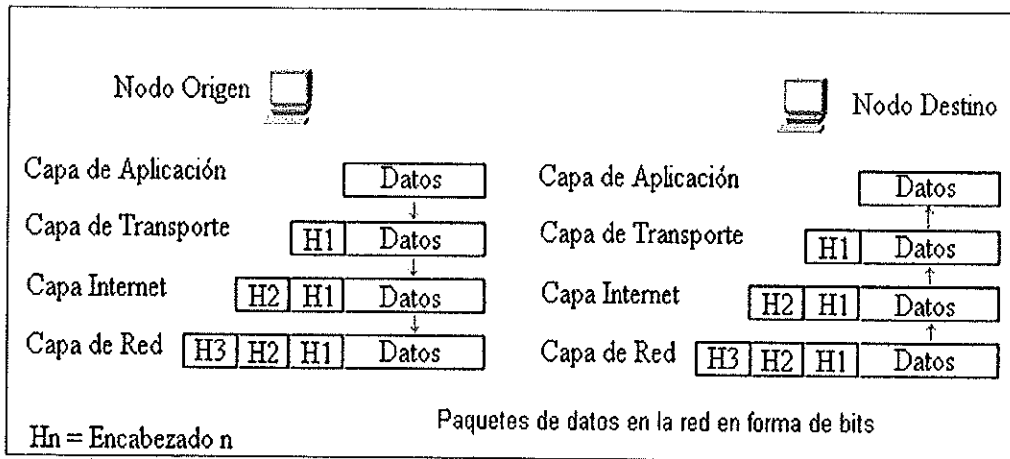 Nodo Origen
Nodo Destino
Capa de Aplicación
Datos
Capa de Transporte
H1 Datos
Capa Internet
H2 H1 Datos
Capa de Red
H3 H2 H1 Datos
Capa de Aplicación
Datos
Capa de Transporte
H1 Datos
Capa Internet
H2 H1 Datos
Capa de Red
H3 H2 H1 Datos
Hn = Encabezado n
Paquetes de datos en la red en forma de bits